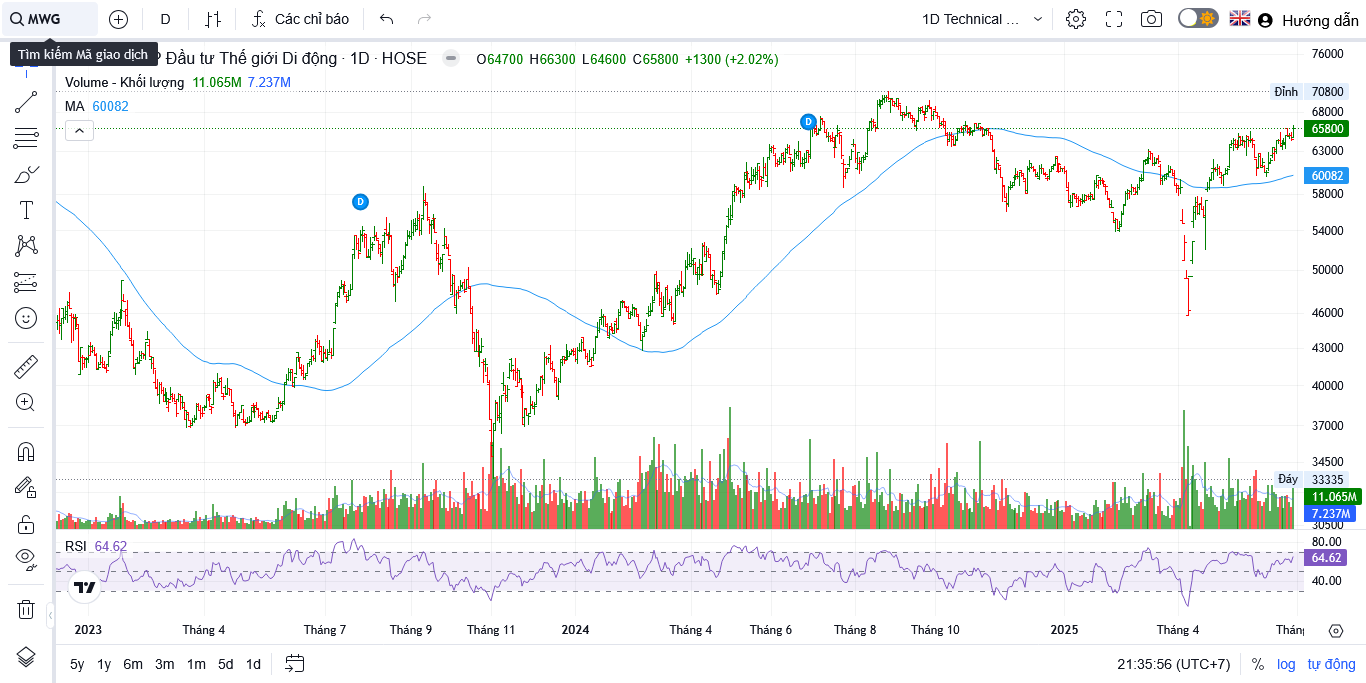 MWG
D
Các chỉ báo
1D Technical ...
Hướng dẫn
Tìm kiếm Mã giao dịch
P Đầu tư Thế giới Di động · 1D · HOSE
O64700 H66300 L64600 C65800 +1300 (+2.02%)
Volume - Khối lượng 11.065M 7.237M
MA 60082
D
D
76000
Đỉnh 70800
68000
65800
63000
60082
58000
54000
50000
46000
43000
40000
37000
34500
Đáy 33335
11.065M
7.237M
30500
RSI 64.62
80.00
64.62
40.00
2023
Tháng 4
Tháng 7
Tháng 9
Tháng 11
2024
Tháng 4
Tháng 6
Tháng 8
Tháng 10
2025
Tháng 4
Tháng
5y 1y 6m 3m 1m 5d 1d
21:35:56 (UTC+7)
% log tự động